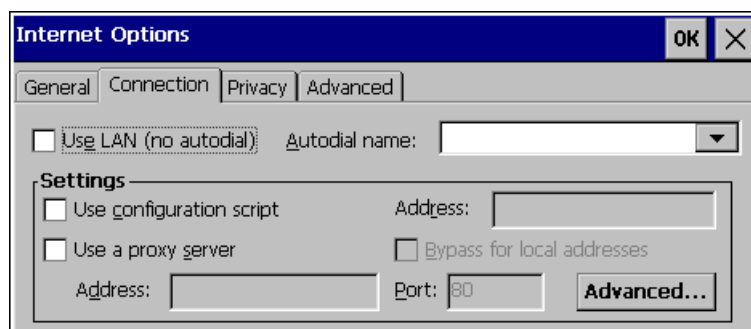 Internet Options OK
General Connection Privacy Advanced
Use LAN (no autodial) Autodial name:
Settings
Use configuration script Address:
Use a proxy server Bypass for local addresses
Address: Port: 80 Advanced...